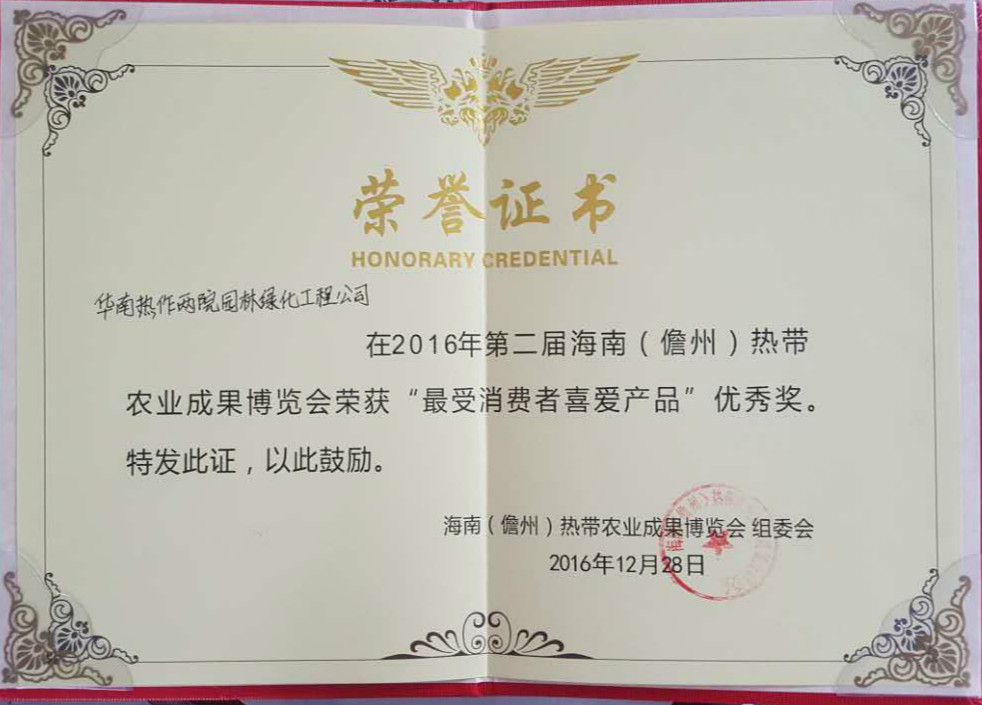 荣誉证书
HONORARY CREDENTIAL
华南热作两院园林绿化工程公司
在2016年第二届海南（儋州）热带
农业成果博览会荣获“最受消费者喜爱产品”优秀奖。
特发此证，以此鼓励。
海南（儋州）热带农业成果博览会 组委会
2016年12月28日